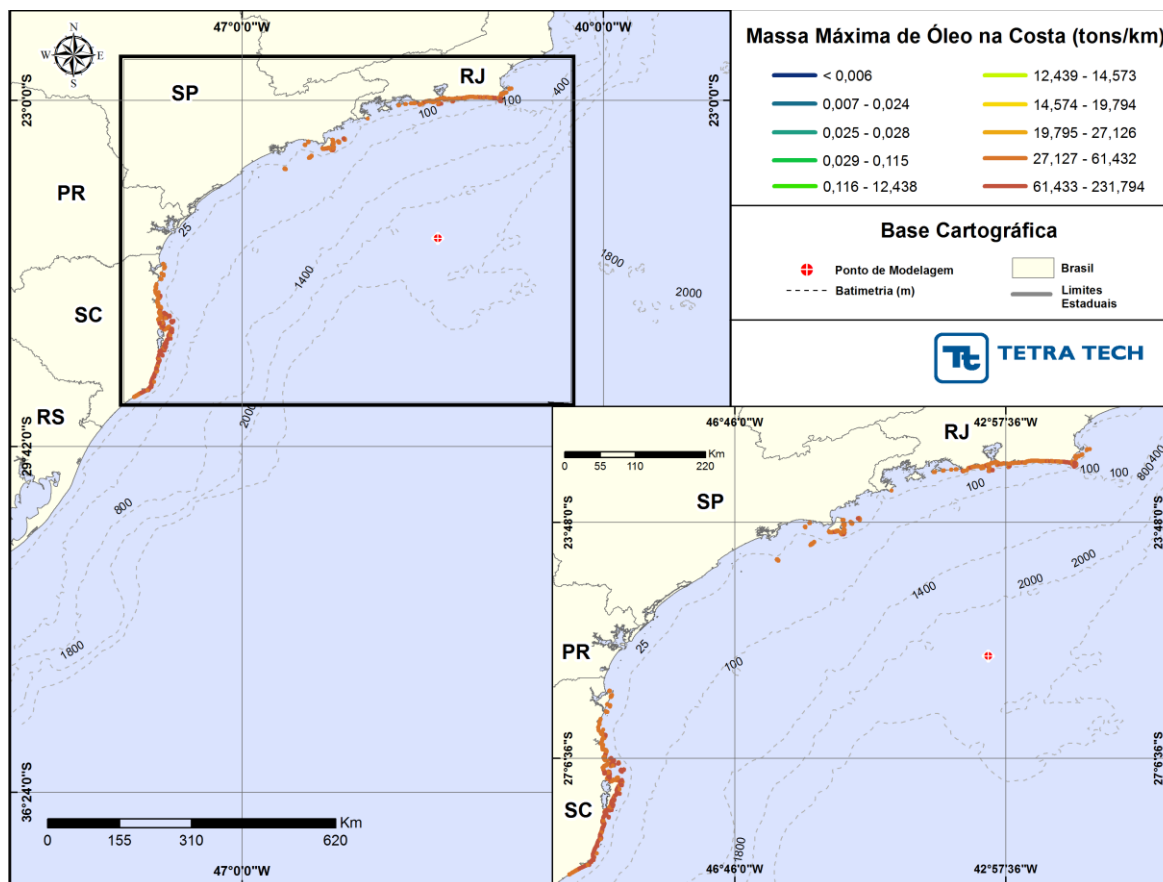 47°0'0"W
40°0'0"W
N
W
E
S
SP
RJ
PR
SC
RS
23°0'0"S
23°0'0"S
29°42'0"S
36°24'0"S
100
100
400
25
1400
1800
2000
2000
800
1800
Km
0
155
310
620
47°0'0"W
Massa Máxima de Óleo na Costa (tons/km)
< 0,006
0,007 - 0,024
0,025 - 0,028
0,029 - 0,115
0,116 - 12,438
12,439 - 14,573
14,574 - 19,794
19,795 - 27,126
27,127 - 61,432
61,433 - 231,794
Base Cartográfica
Ponto de Modelagem
Batimetria (m)
Brasil
Limites
Estaduais
Tt
TETRA TECH
46°46'0"W
42°57'36"W
Km
0
55
110
220
RJ
SP
PR
SC
100
100
100
800
400
2000
2000
1400
100
25
1800
23°48'0"S
23°48'0"S
27°6'36"S
27°6'36"S
46°46'0"W
42°57'36"W